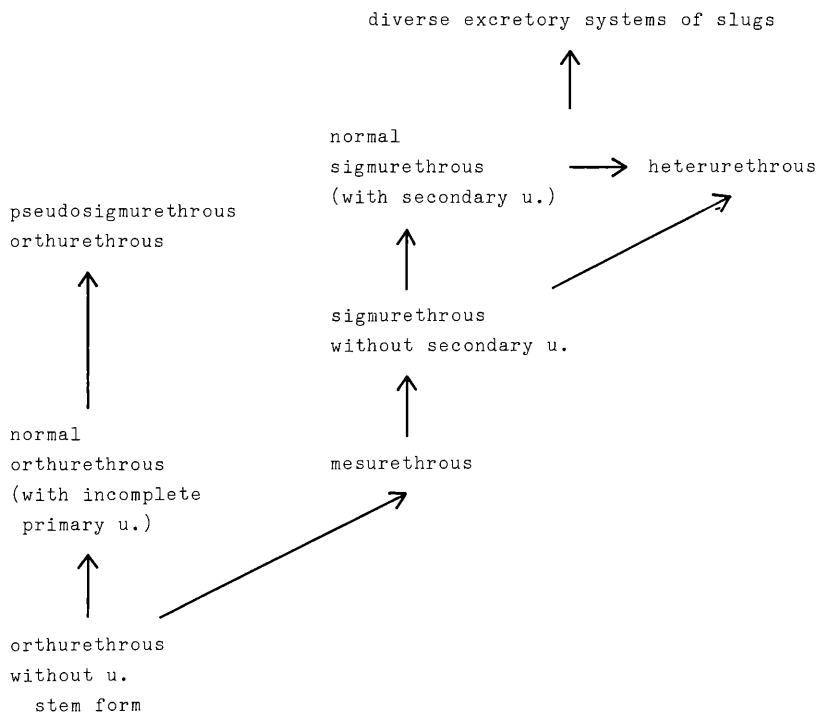 diverse excretory systems of slugs
normal
sigmurethrous
(with secondary u.)
heterurethrous
pseudosigmurethrous
orthurethrous
sigmurethrous
without secondary u.
normal
orthurethrous
(with incomplete
primary u.)
mesurethrous
orthurethrous
without u.
stem form